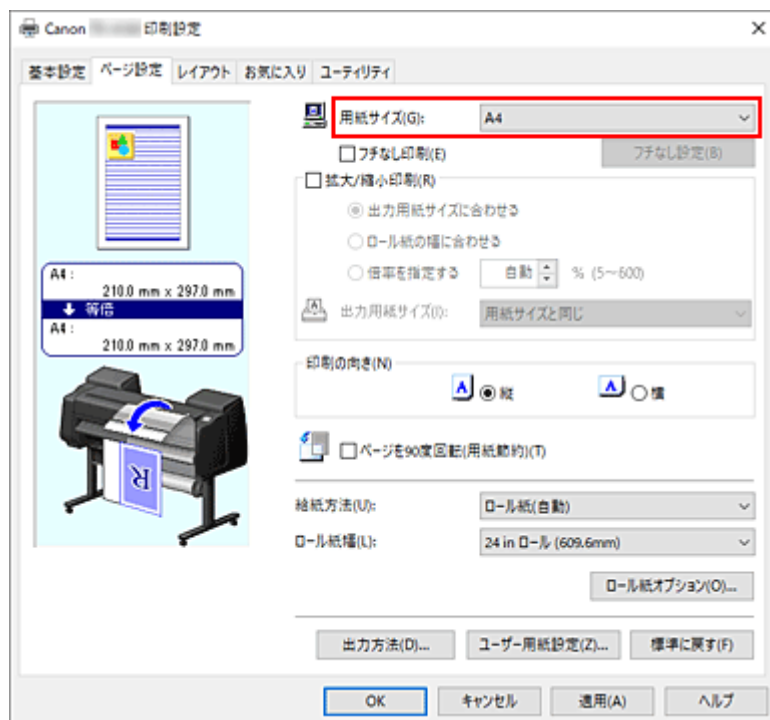 Canon 印刷設定
基本設定 ページ設定 レイアウト お気に入り ユーティリティ
用紙サイズ(G): A4
フチなし印刷(E) フチなし設定(B)
拡大/縮小印刷(R)
出力用紙サイズに合わせる
ロール紙の幅に合わせる
倍率を指定する 自動 % (5～600)
出力用紙サイズ(I): 用紙サイズと同じ
A4 :
210.0 mm x 297.0 mm
等倍
A4 :
210.0 mm x 297.0 mm
印刷の向き(N)
A 縦 A 横
ページを90度回転(用紙節約)(T)
R
給紙方法(U): ロール紙(自動)
ロール紙幅(L): 24 in ロール (609.6mm)
ロール紙オプション(O)...
出力方法(D)... ユーザー用紙設定(Z)... 標準に戻す(F)
OK キャンセル 適用(A) ヘルプ